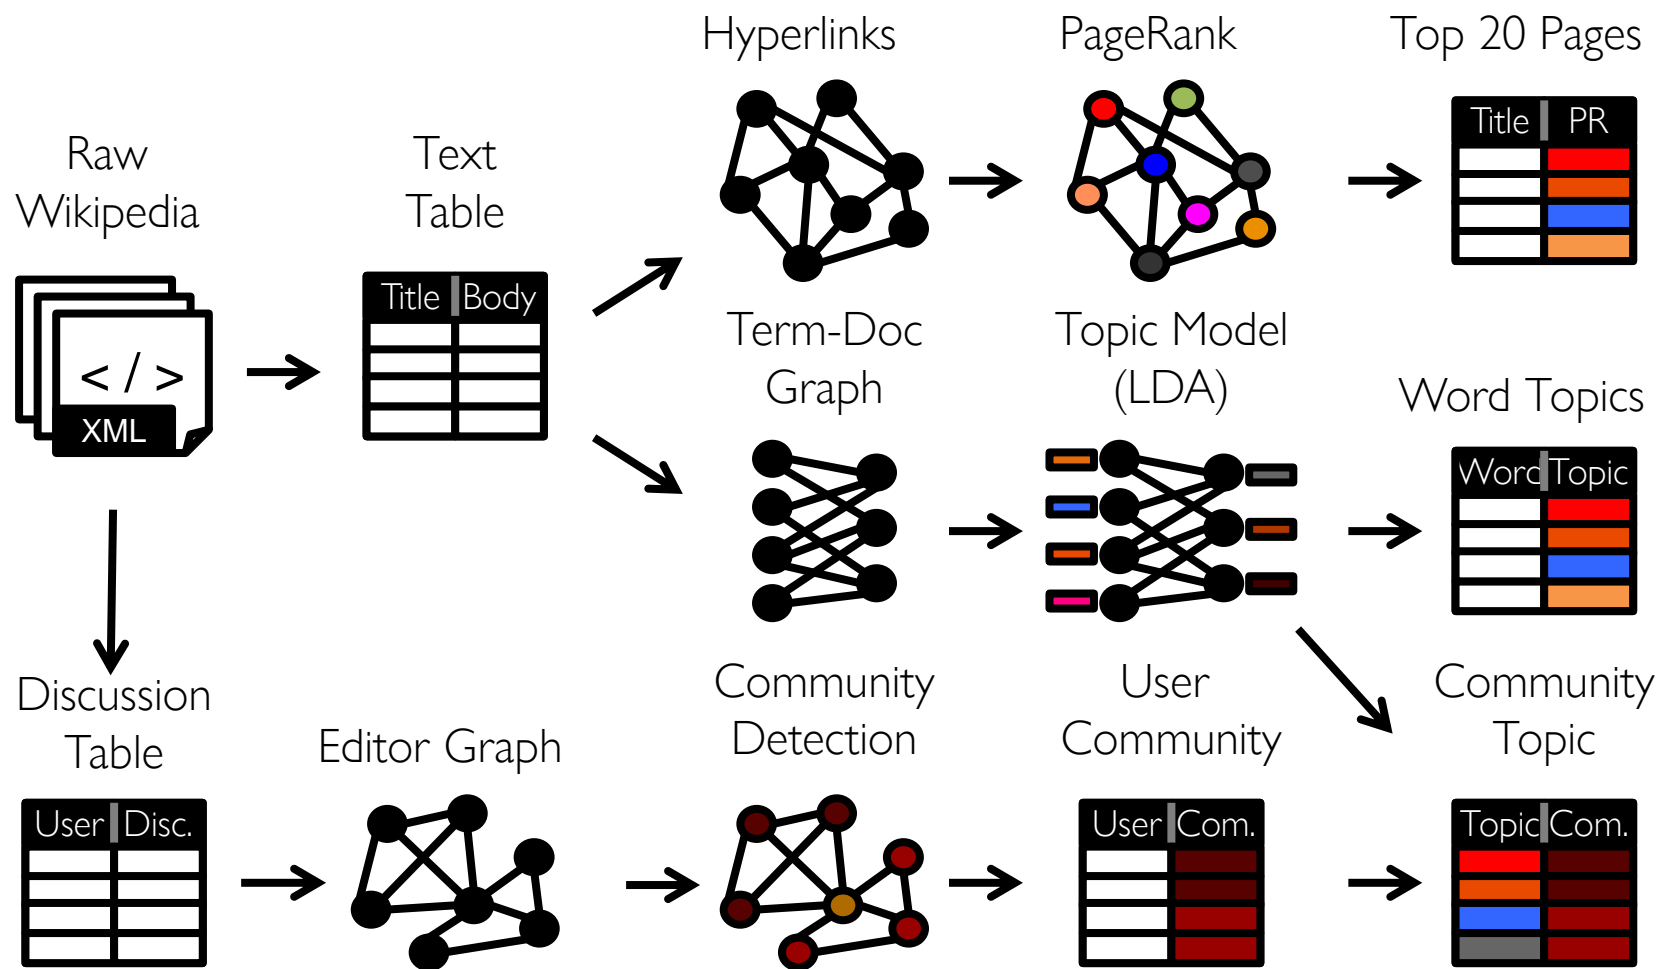 Hyperlinks
PageRank
Top 20 Pages
Raw
Wikipedia
Text
Table
Title PR
Title Body
< / >
XML
Term-Doc
Graph
Topic Model
(LDA)
Word Topics
Word Topic
Discussion
Table
Editor Graph
Community
Detection
User
Community
Community
Topic
User Disc.
User Com.
Topic Com.